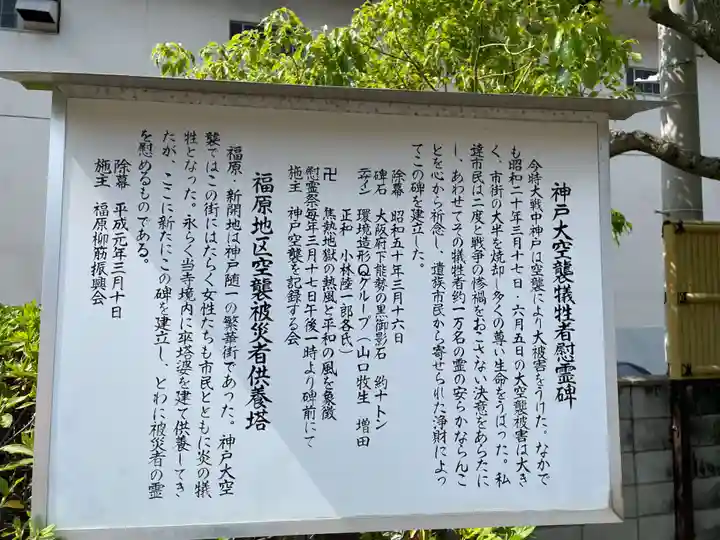 神戸大空襲犠牲者慰霊碑
今時大戦中神戸は空襲により大被害をうけた。なかで
も昭和二十年三月十七日・六月五日の大空襲被害は大き
く、市街の大半を焼却し多くの尊い生命をうばった。私
達市民は二度と戦争の惨禍をおこさない決意をあらたに
し、あわせてその犠牲者約一万名の霊の安らかならんこ
とを心から祈念し、遺族市民から寄せられた浄財によっ
てこの碑を建立した。
除幕 昭和五十年三月十六日
碑石 大阪府下能勢の黒御影石 約十トン
デザイン 環境造形Qグループ(山口牧生 増田
正和 小林陸一郎各氏)
卍 焦熱地獄の熱風と平和の風を象徴
慰霊祭毎年三月十七日午後一時より碑前にて
施主 神戸空襲を記録する会
福原地区空襲被災者供養塔
福原、新開地は神戸随一の繁華街であった。神戸大空
襲ではこの街にはたらく女性たちも市民とともに炎の犠
牲となった。永らく当寺境内に卒塔婆を建て供養してき
たが、ここに新たにこの碑を建立し、とわに被災者の霊
を慰めるものである。
除幕 平成元年三月十日
施主 福原柳筋振興会